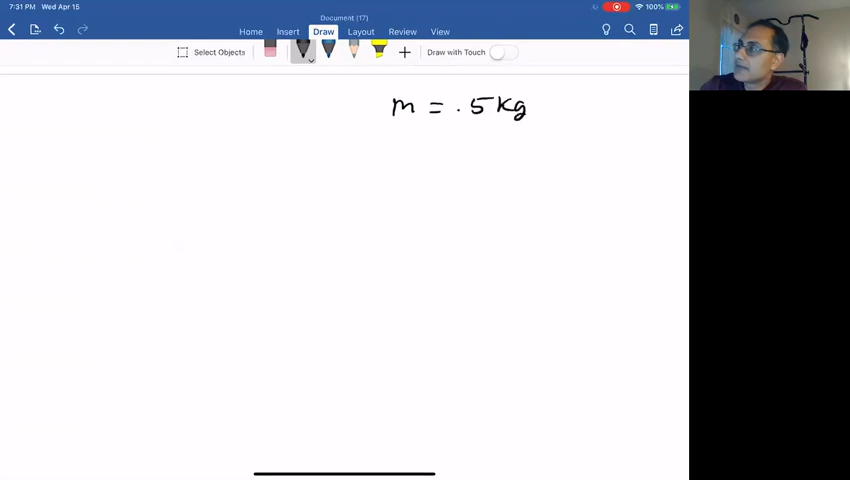 7:31 PM Wed Apr 15
100%
Document (17)
Home Insert Draw Layout Review View
Select Objects
Draw with Touch
m = .5 kg